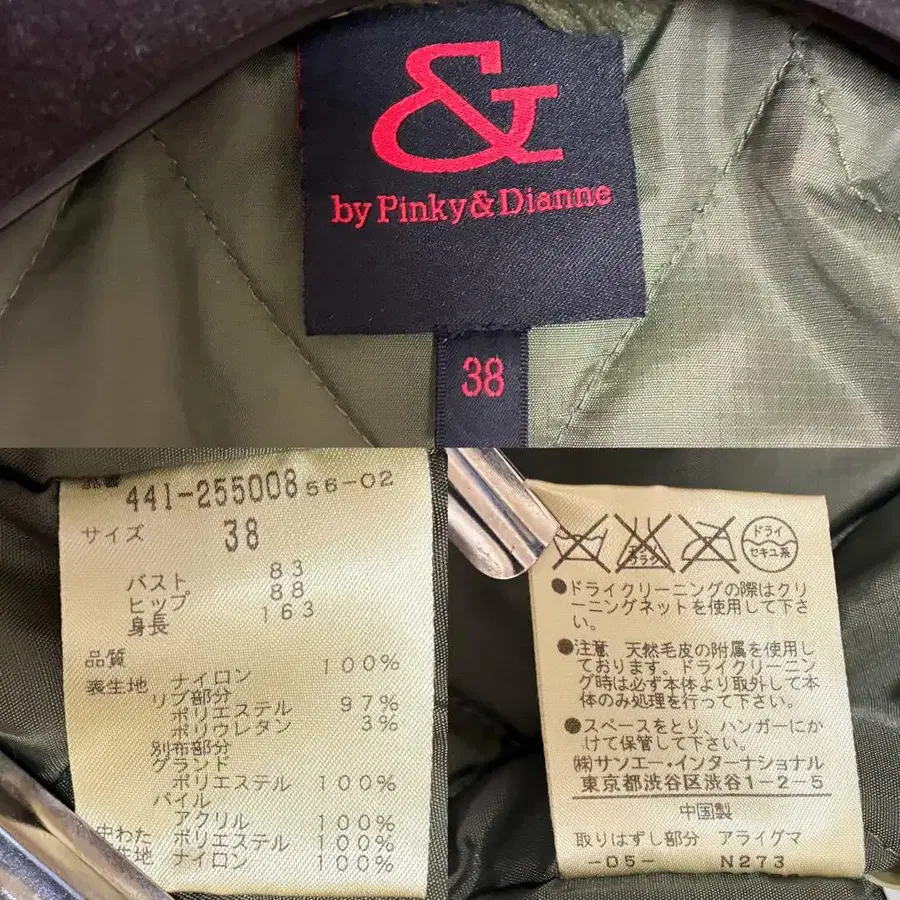 &
by Pinky & Dianne
38
品番 441-255008 56-02
サイズ 38
バスト 83
ヒップ 88
身長 163
品質
表生地 ナイロン 100%
リブ部分
ポリエステル 97%
ポリウレタン 3%
別布部分
グランド
ポリエステル 100%
パイル
アクリル 100%
中わた ポリエステル 100%
ナイロン 100%
ドライ
セキユ系
●ドライクリーニングの際はクリ
ーニングネットを使用して下さ
い。
●注意 天然毛皮の附属を使用し
ております。ドライクリーニン
グ時は必ず本体より取外して本
体のみ処理を行って下さい。
●スペースをとり、ハンガーにか
けて保管して下さい。
㈱サンエー・インターナショナル
東京都渋谷区渋谷1-2-5
中国製
取りはずし部分 アライグマ
-05- N273